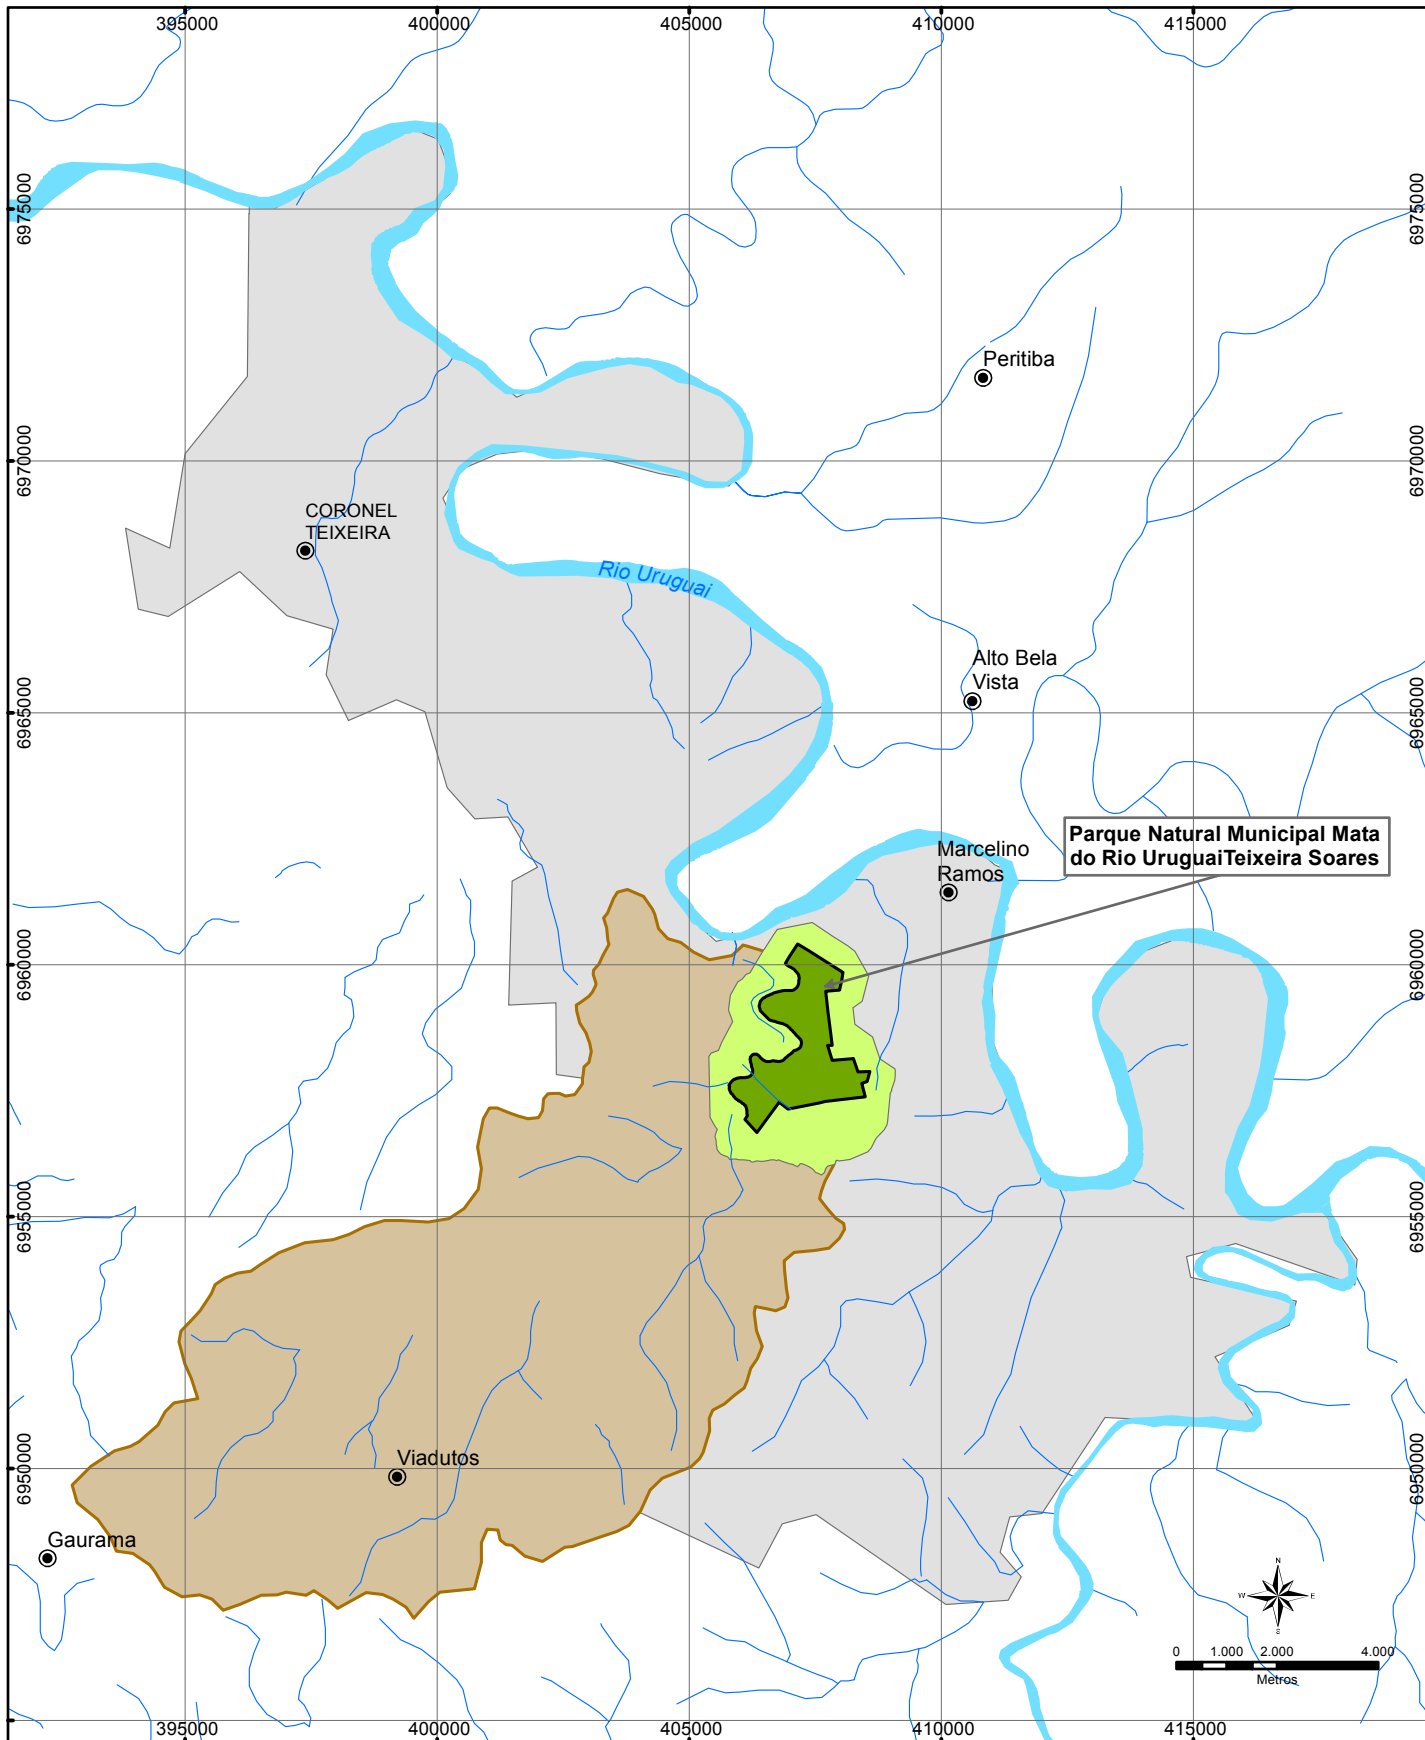 395000
400000
405000
410000
415000
6975000
6975000
Peritiba
6970000
6970000
CORONEL
TEIXEIRA
Rio Uruguai
Alto Bela
Vista
6965000
6965000
Parque Natural Municipal Mata
do Rio UruguaiTeixeira Soares
Marcelino
Ramos
6960000
6960000
6955000
6955000
Viadutos
6950000
6950000
Gaurama
N
W
E
S
0 1.000 2.000 4.000
Metros
395000
400000
405000
410000
415000